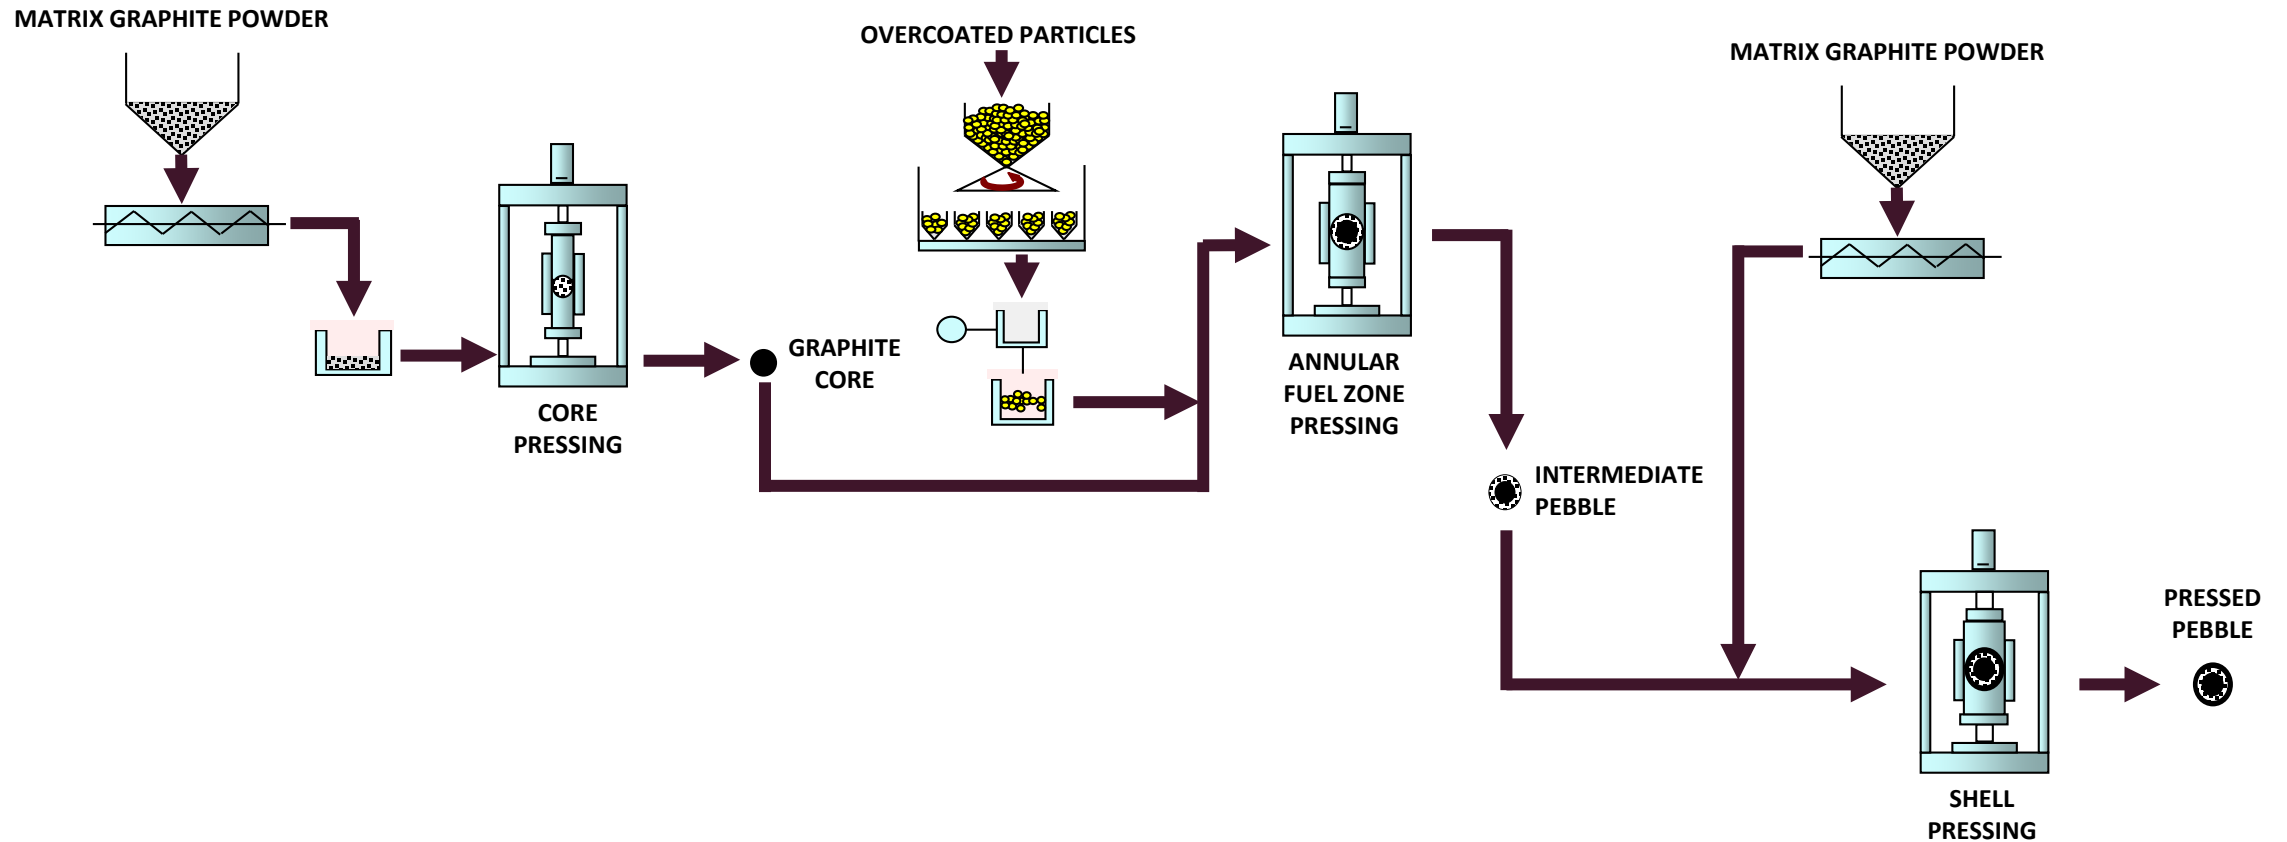 MATRIX GRAPHITE POWDER
OVERCOATED PARTICLES
MATRIX GRAPHITE POWDER
GRAPHITE
CORE
CORE
PRESSING
ANNULAR
FUEL ZONE
PRESSING
INTERMEDIATE
PEBBLE
PRESSED
PEBBLE
SHELL
PRESSING